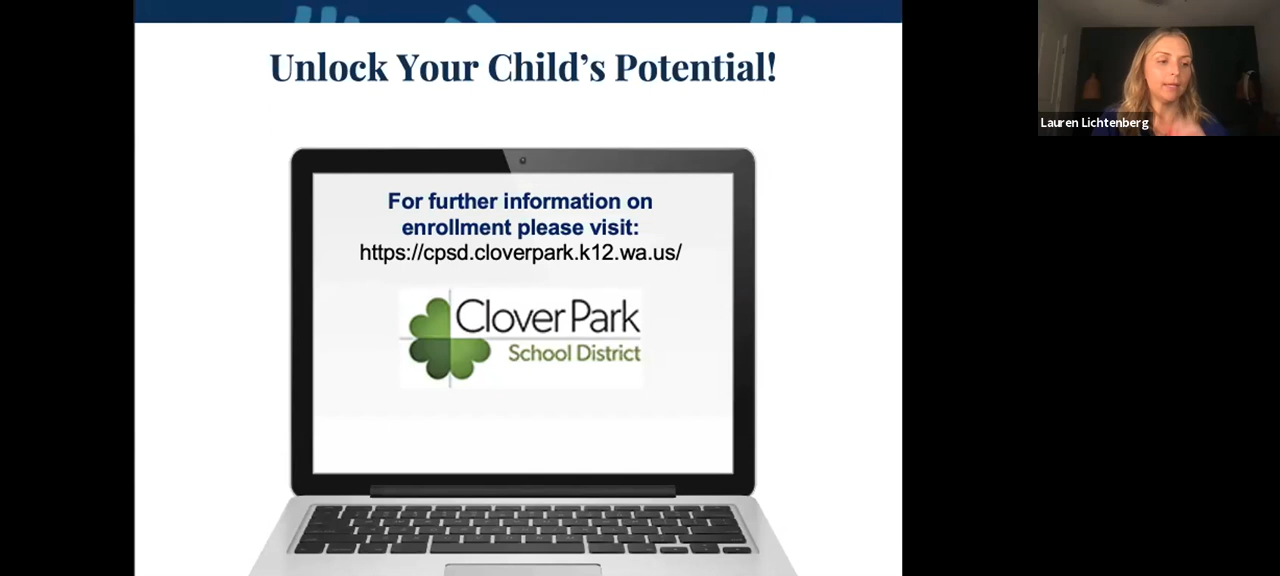 Unlock Your Child's Potential!
Lauren Lichtenberg
For further information on
enrollment please visit:
https://cpsd.cloverpark.k12.wa.us/
Clover Park
School District